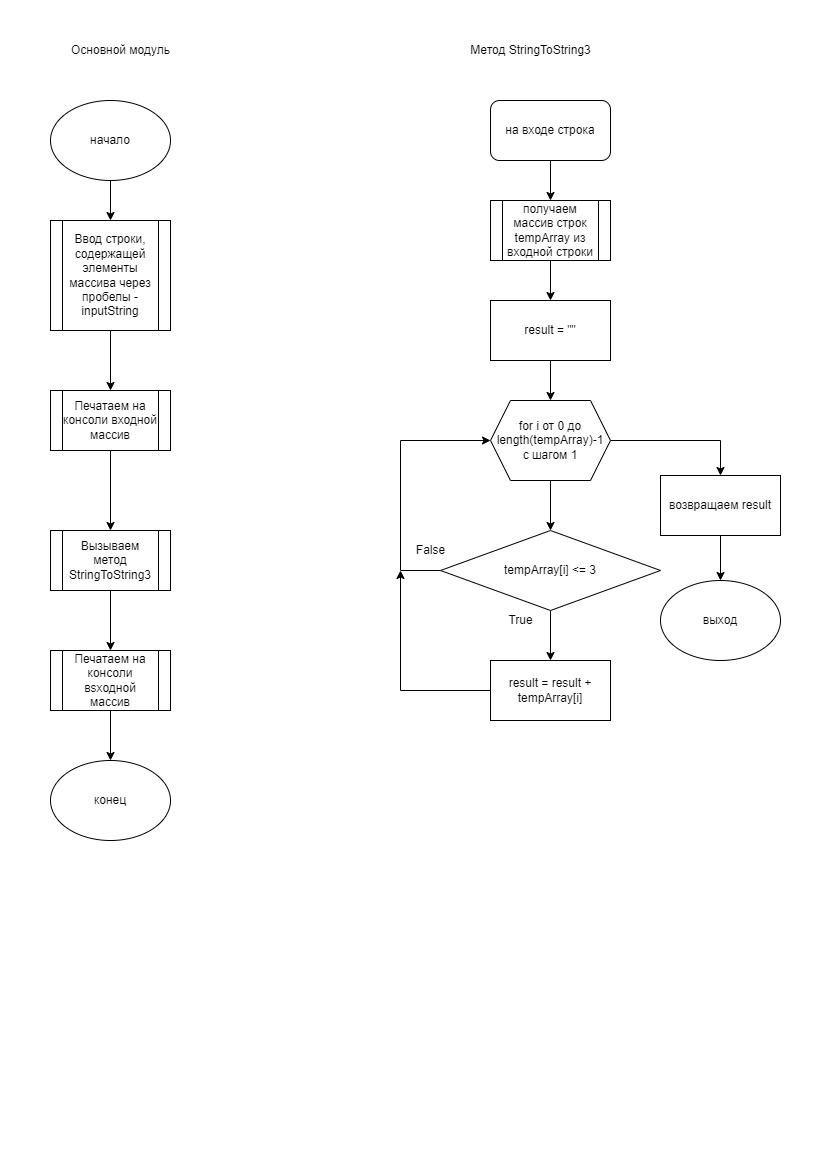 Основной модуль
начало
Ввод строки,
содержащей
элементы
массива через
пробелы -
inputString
Печатаем на
консоли входной
массив
Вызываем
метод
StringToString3
Печатаем на
консоли
вsходной
массив
конец
Метод StringToString3
на входе строка
получаем
массив строк
tempArray из
входной строки
result = ""
for i от 0 до
length(tempArray)-1
с шагом 1
возвращаем result
выход
False
tempArray[i] <= 3
True
result = result +
tempArray[i]